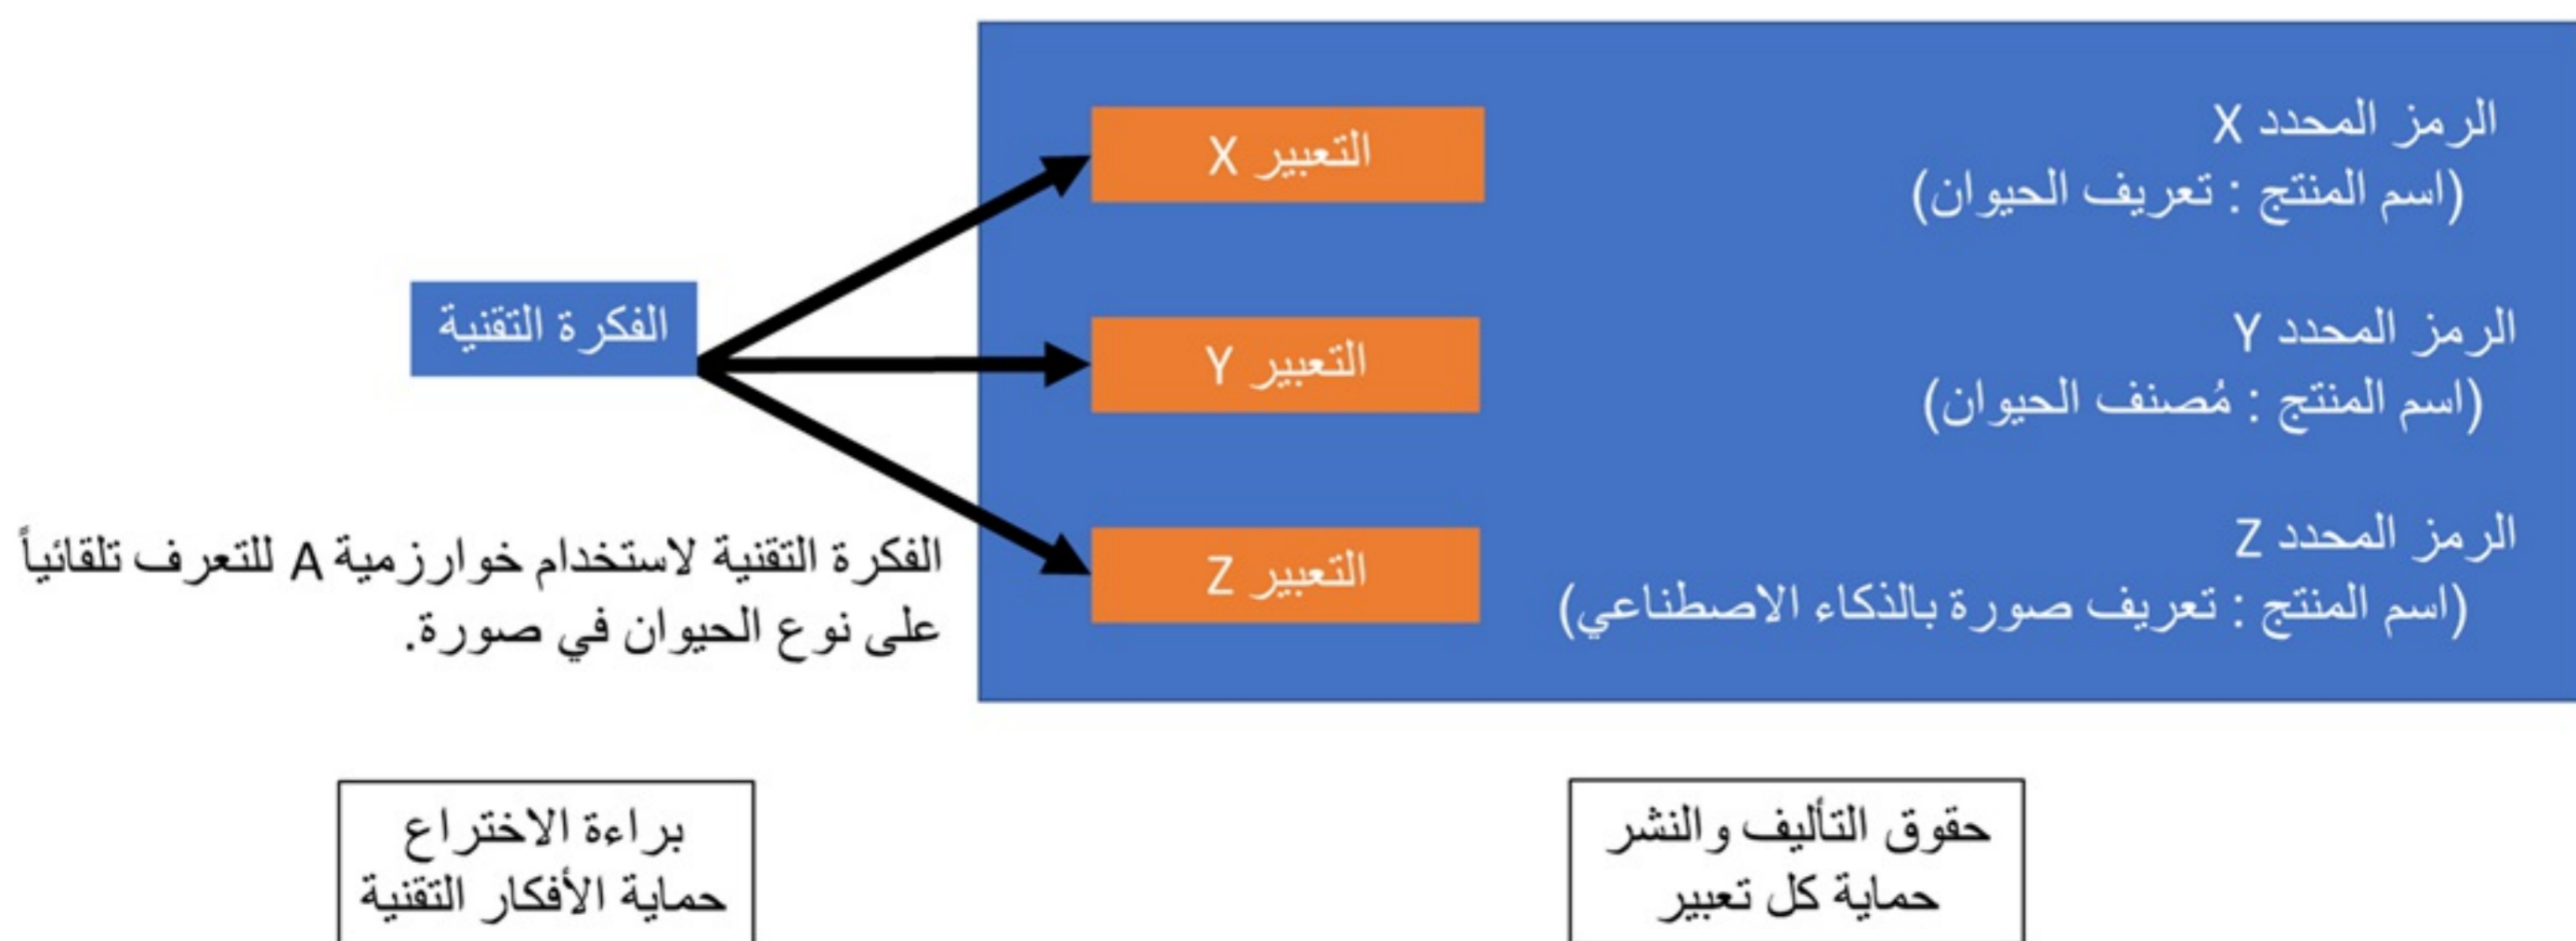 الرمز المحدد X
(اسم المنتج : تعريف الحيوان)
التعبير X
الرمز المحدد Y
(اسم المنتج : مُصنف الحيوان)
التعبير Y
الفكرة التقنية
الرمز المحدد Z
(اسم المنتج : تعريف صورة بالذكاء الاصطناعي)
التعبير Z
الفكرة التقنية لاستخدام خوارزمية A للتعرف تلقائياً
على نوع الحيوان في صورة.
حقوق التأليف والنشر
حماية كل تعبير
براءة الاختراع
حماية الأفكار التقنية